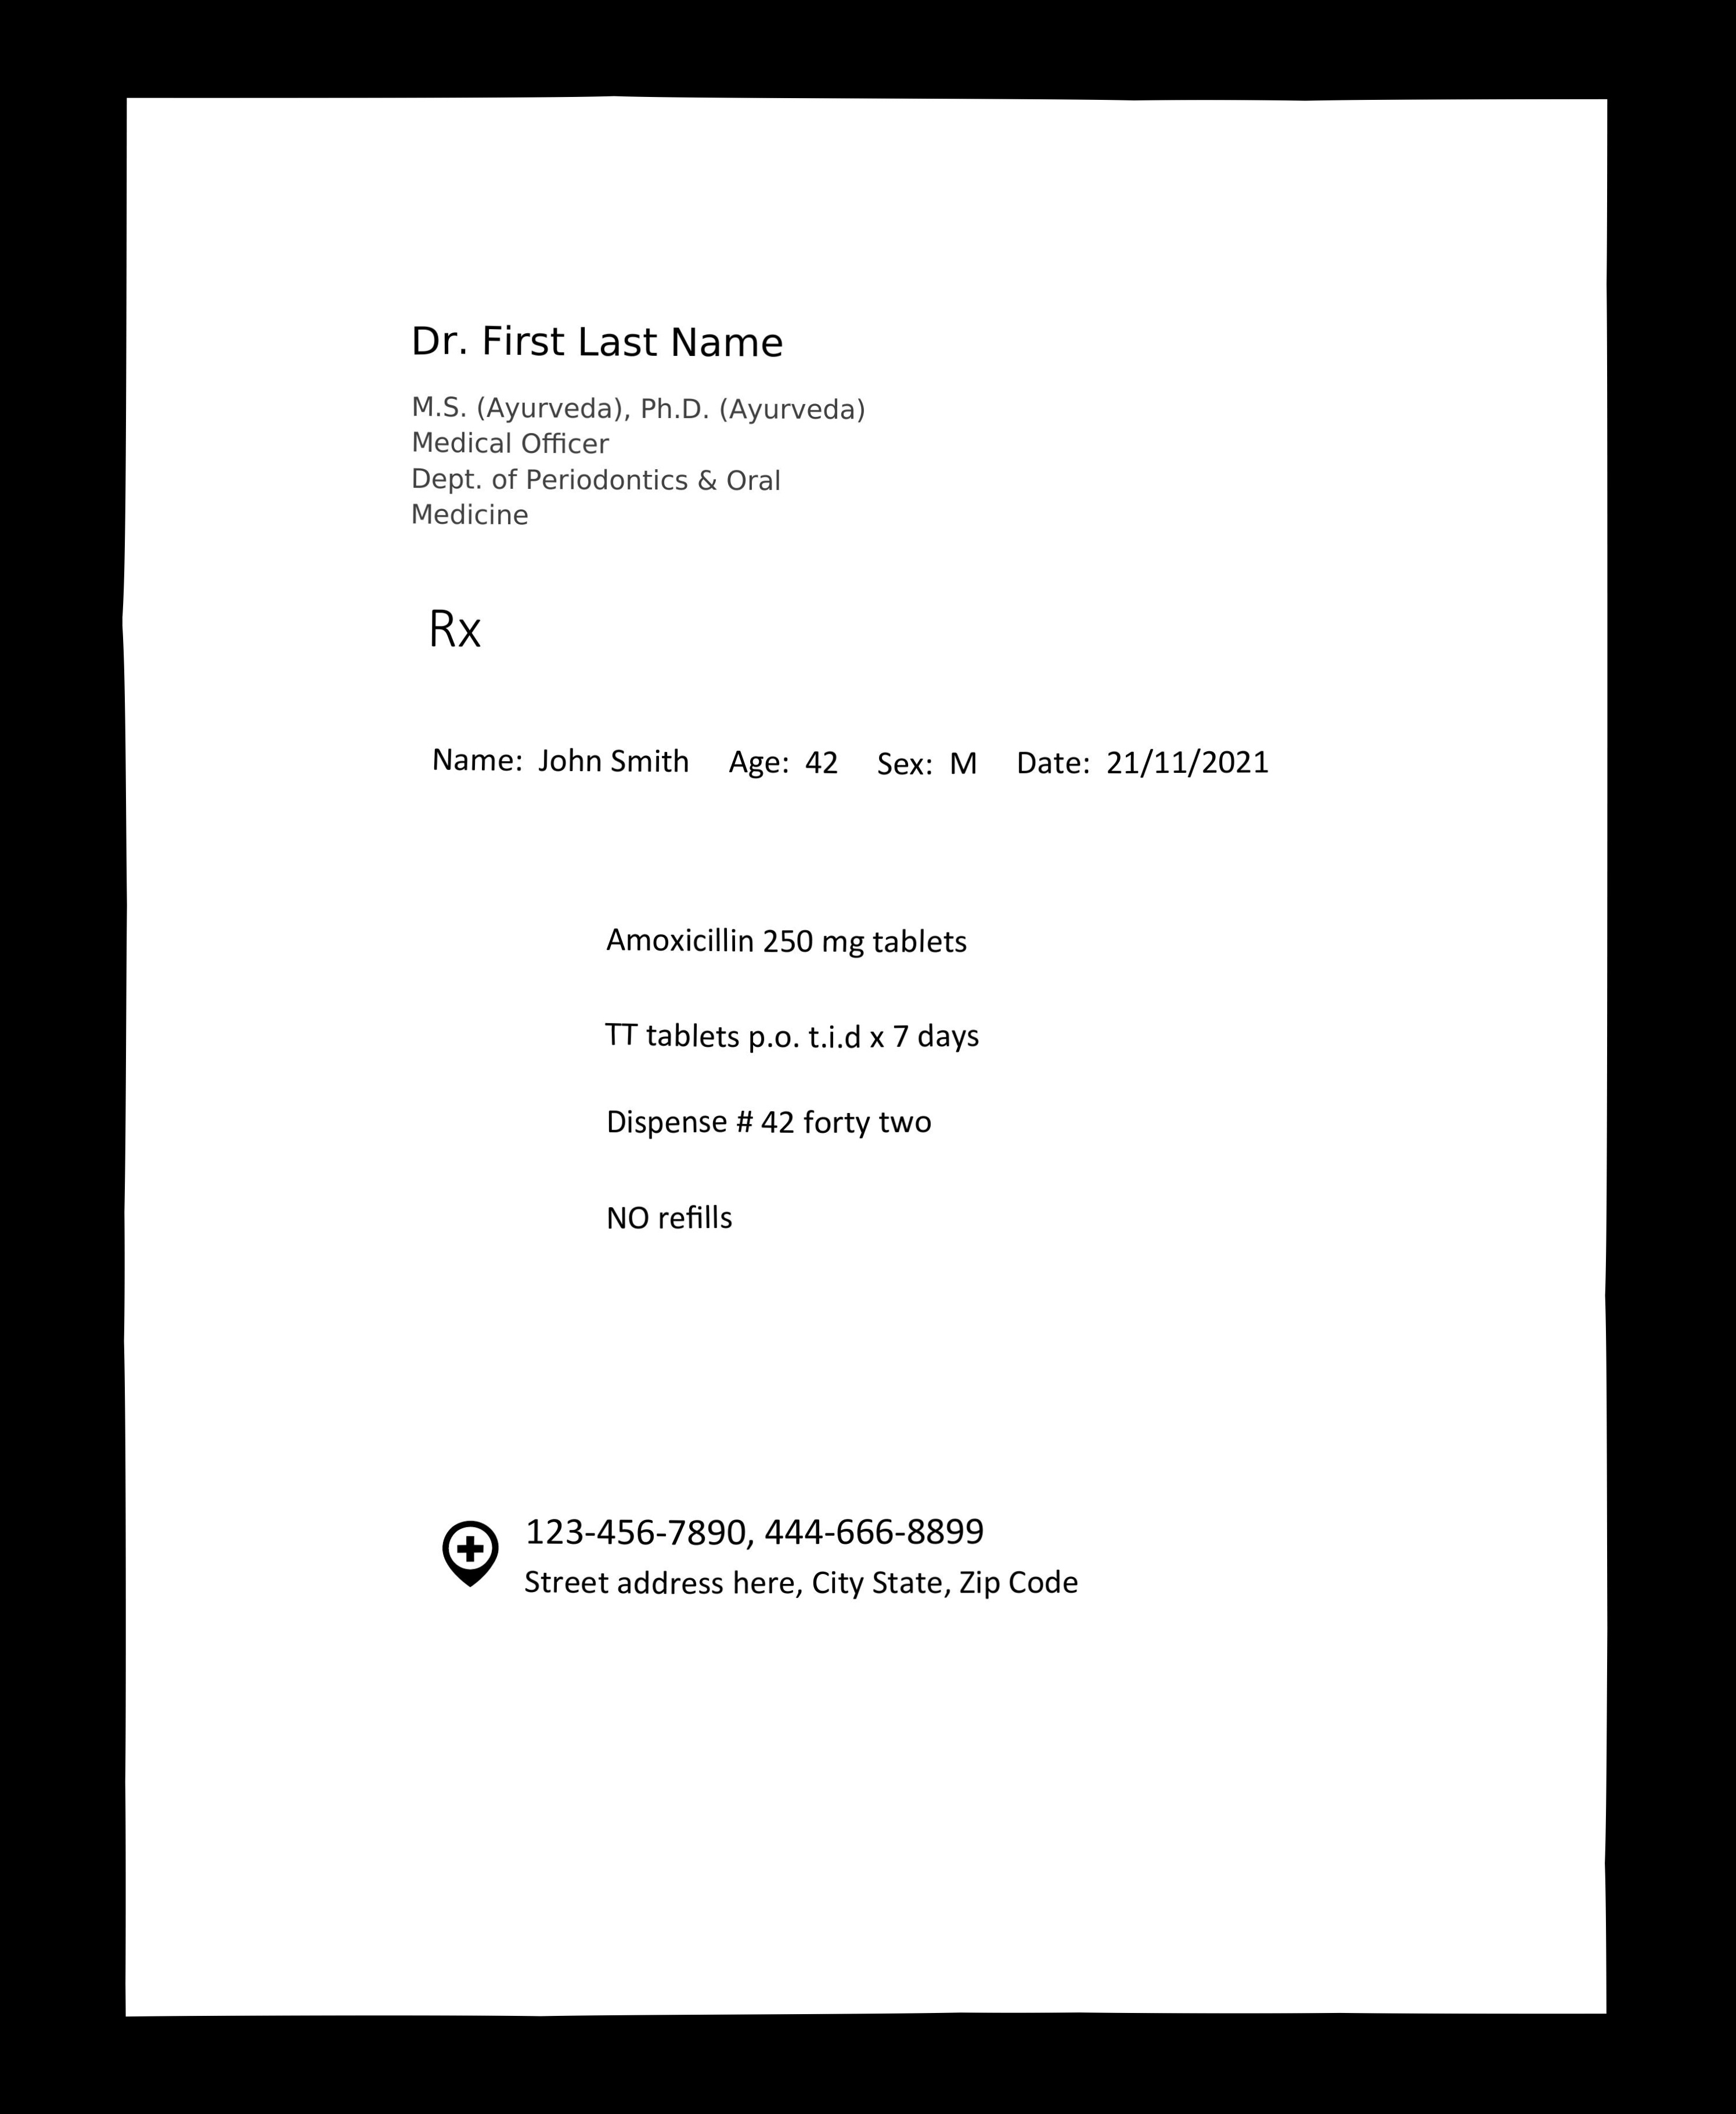 Dr. First Last Name
M.S. (Ayurveda), Ph.D. (Ayurveda)
Medical Officer
Dept. of Periodontics & Oral
Medicine
Rx
Name: John Smith Age: 42 Sex: M Date: 21/11/2021
Amoxicillin 250 mg tablets
TT tablets p.o. t.i.d x 7 days
Dispense # 42 forty two
NO refills
123-456-7890, 444-666-8899
Street address here, City State, Zip Code